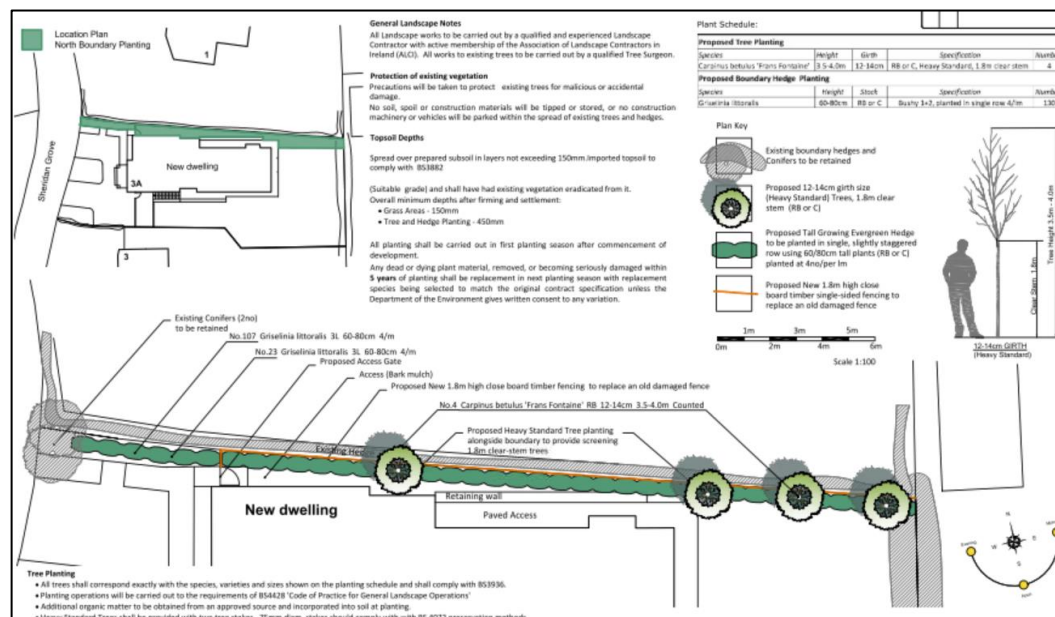 Location Plan
North Boundary Planting
1
New dwelling
3A
Sheridan Grove
3
General Landscape Notes
All Landscape works to be carried out by a qualified and experienced Landscape
Contractor with active membership of the Association of Landscape Contractors in
Ireland (ALCI). All works to existing trees to be carried out by a qualified Tree Surgeon.
Protection of existing vegetation
Precautions will be taken to protect existing trees for malicious or accidental
damage.
No soil, spoil or construction materials will be tipped or stored, or no construction
machinery or vehicles will be parked within the spread of existing trees and hedges.
Topsoil Depths
Spread over prepared subsoil in layers not exceeding 150mm.Imported topsoil to
comply with BS3882
(Suitable grade) and shall have had existing vegetation eradicated from it.
Overall minimum depths after firming and settlement:
• Grass Areas - 150mm
• Tree and Hedge Planting - 450mm
All planting shall be carried out in first planting season after commencement of
development.
Any dead or dying plant material, removed, or becoming seriously damaged within
5 years of planting shall be replacement in next planting season with replacement
species being selected to match the original contract specification unless the
Department of the Environment gives written consent to any variation.
Plant Schedule:
Proposed Tree Planting
Species Height Girth Specification Numb
Carpinus betulus 'Frans Fontaine' 3.5-4.0m 12-14cm RB or C, Heavy Standard, 1.8m clear stem 4
Proposed Boundary Hedge Planting
Species Height Stock Specification Numb
Griselinia littoralis 60-80cm RB or C Bushy 1+2, planted in single row 4/lm 130
Plan Key
Existing boundary hedges and
Conifers to be retained
Proposed 12-14cm girth size
(Heavy Standard) Trees, 1.8m clear
stem (RB or C)
Proposed Tall Growing Evergreen Hedge
to be planted in single, slightly staggered
row using 60/80cm tall plants (RB or C)
planted at 4no/per lm
Proposed New 1.8m high close
board timber single-sided fencing to
replace an old damaged fence
1m 3m 5m
0m 2m 4m 6m
Scale 1:100
Tree Height 3.5m - 4.0m
Clear Stem 1.8m
12-14cm GIRTH
(Heavy Standard)
Existing Conifers (2no)
to be retained
No.107 Griselinia littoralis 3L 60-80cm 4/m
No.23 Griselinia littoralis 3L 60-80cm 4/m
Proposed Access Gate
Access (Bark mulch)
Proposed New 1.8m high close board timber fencing to replace an old damaged fence
No.4 Carpinus betulus 'Frans Fontaine' RB 12-14cm 3.5-4.0m Counted
Proposed Heavy Standard Tree planting
alongside boundary to provide screening
1.8m clear-stem trees
Existing Hedge
New dwelling
Retaining wall
Paved Access
N
W E
S
Evening
Noon
Tree Planting
• All trees shall correspond exactly with the species, varieties and sizes shown on the planting schedule and shall comply with BS3936.
• Planting operations will be carried out to the requirements of BS4428 'Code of Practice for General Landscape Operations'
• Additional organic matter to be obtained from an approved source and incorporated into soil at planting.